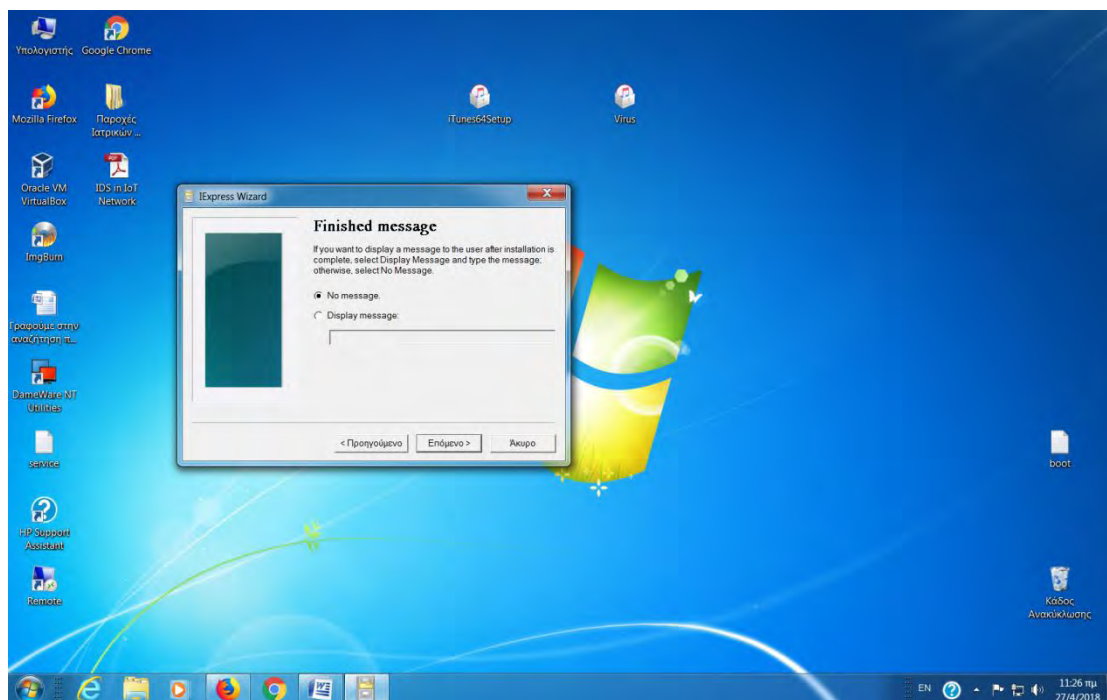 Υπολογιστής
Google Chrome
Mozilla Firefox
Παροχές
Ιατρικών ...
iTunes64Setup
Virus
Oracle VM
VirtualBox
IDS in IoT
Network
ImgBurn
Γραφούμε στην
αναζήτηση π...
DameWare NT
Utilities
service
HP Support
Assistant
Remote
IExpress Wizard
Finished message
If you want to display a message to the user after installation is
complete, select Display Message and type the message;
otherwise, select No Message.
No message.
Display message:
< Προηγούμενο
Επόμενο >
Άκυρο
boot
Κάδος
Ανακύκλωσης
EN
11:26 πμ
27/4/2018